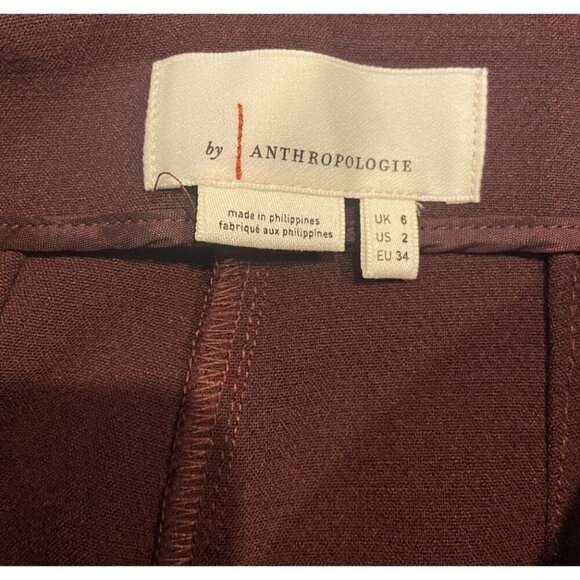 by | ANTHROPOLOGIE
made in philippines
fabriqué aux philippines
UK 6
US 2
EU 34